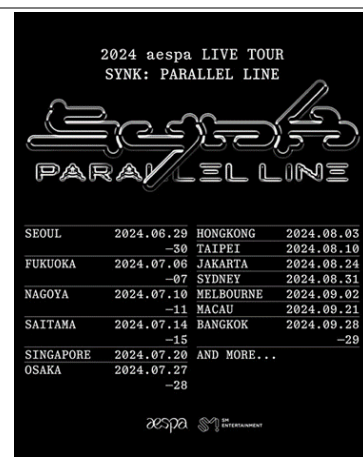 2024 aespa LIVE TOUR
SYNK: PARALLEL LINE
synk
PARALLEL LINE
SEOUL 2024.06.29
—30
FUKUOKA 2024.07.06
—07
NAGOYA 2024.07.10
—11
SAITAMA 2024.07.14
—15
SINGAPORE 2024.07.20
OSAKA 2024.07.27
—28
HONGKONG 2024.08.03
TAIPEI 2024.08.10
JAKARTA 2024.08.24
SYDNEY 2024.08.31
MELBOURNE 2024.09.02
MACAU 2024.09.21
BANGKOK 2024.09.28
—29
AND MORE...
aespa SM ENTERTAINMENT